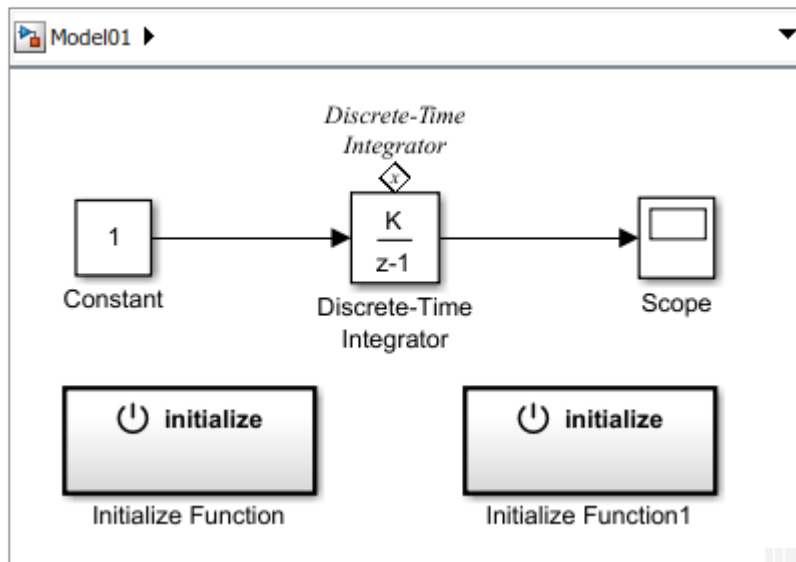 Model01
Discrete-Time
Integrator
x
1
K
z-1
Constant
Discrete-Time
Integrator
Scope
initialize
initialize
Initialize Function
Initialize Function1